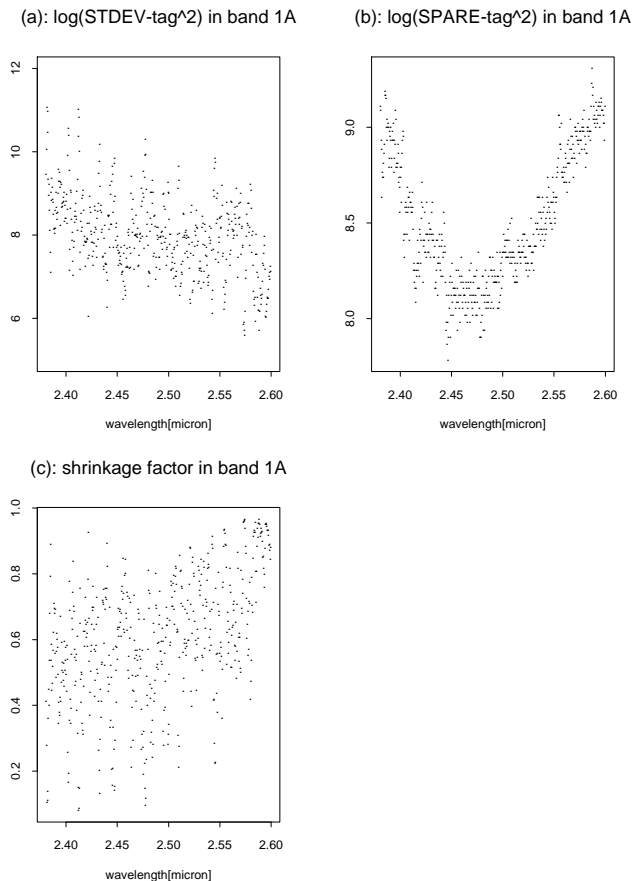 (a): log(STDEV-tag^2) in band 1A
12
10
8
6
2.40 2.45 2.50 2.55 2.60
wavelength[micron]
(b): log(SPARE-tag^2) in band 1A
9.0
8.5
8.0
2.40 2.45 2.50 2.55 2.60
wavelength[micron]
(c): shrinkage factor in band 1A
1.0
0.8
0.6
0.4
0.2
2.40 2.45 2.50 2.55 2.60
wavelength[micron]